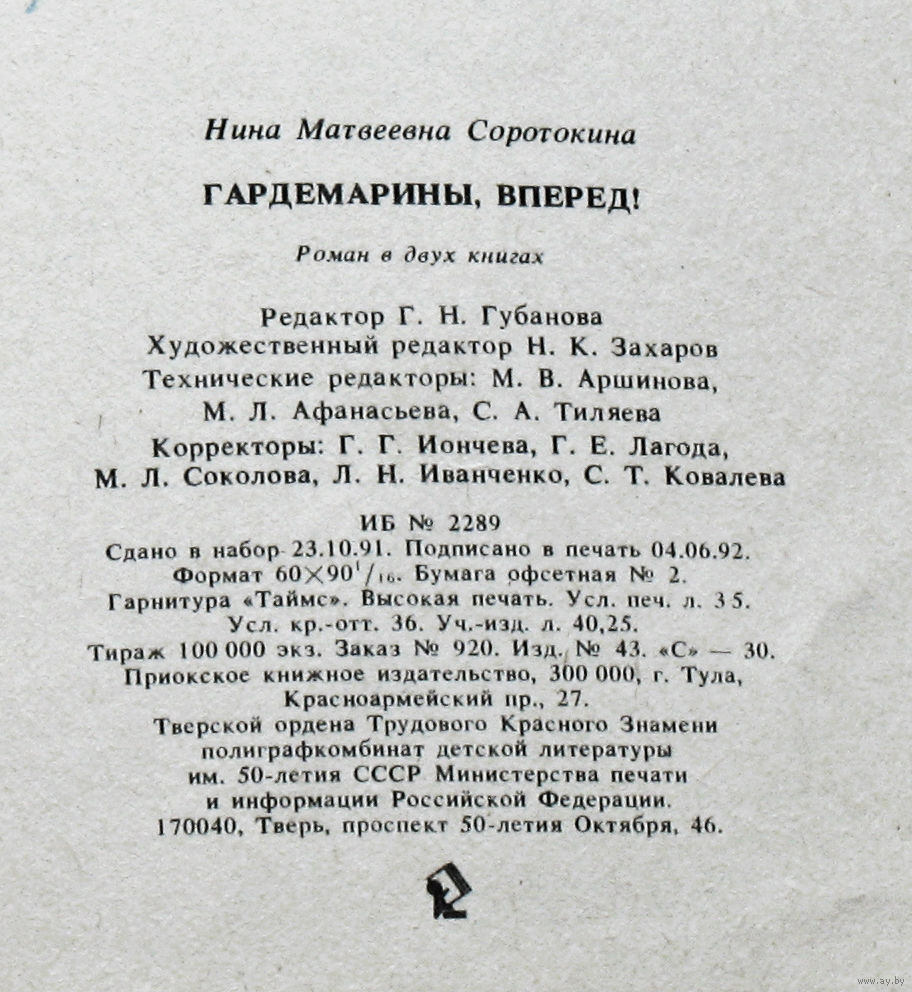 Нина Матвеевна Соротокина
ГАРДЕМАРИНЫ, ВПЕРЕД!
Роман в двух книгах
Редактор Г. Н. Губанова
Художественный редактор Н. К. Захаров
Технические редакторы: М. В. Аршинова,
М. Л. Афанасьева, С. А. Тиляева
Корректоры: Г. Г. Иончева, Г. Е. Лагода,
М. Л. Соколова, Л. Н. Иванченко, С. Т. Ковалева
ИБ № 2289
Сдано в набор 23.10.91. Подписано в печать 04.06.92.
Формат 60×90¹/₁₆. Бумага офсетная № 2.
Гарнитура «Таймс». Высокая печать. Усл. печ. л. 35.
Усл. кр.-отт. 36. Уч.-изд. л. 40,25.
Тираж 100 000 экз. Заказ № 920. Изд. № 43. «С» — 30.
Приокское книжное издательство, 300 000, г. Тула,
Красноармейский пр., 27.
Тверской ордена Трудового Красного Знамени
полиграфкомбинат детской литературы
им. 50-летия СССР Министерства печати
и информации Российской Федерации.
170040, Тверь, проспект 50-летия Октября, 46.
www.ay.by